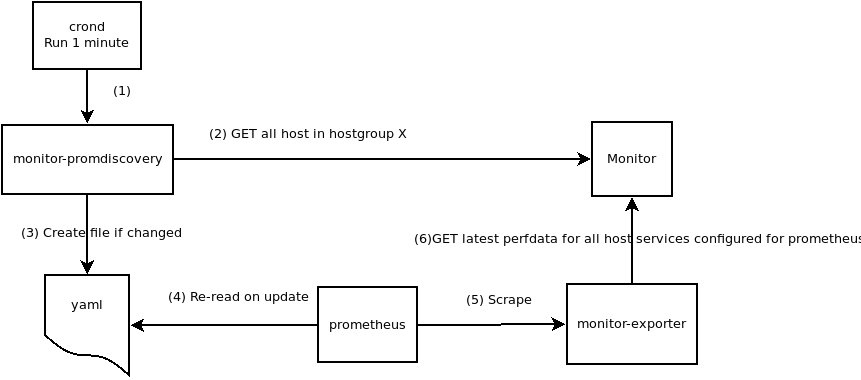 crond
Run 1 minute
(1)
(2) GET all host in hostgroup X
monitor-promdiscovery
Monitor
(3) Create file if changed
(6)GET latest perfdata for all host services configured for prometheus
yaml
(4) Re-read on update
(5) Scrape
prometheus
monitor-exporter